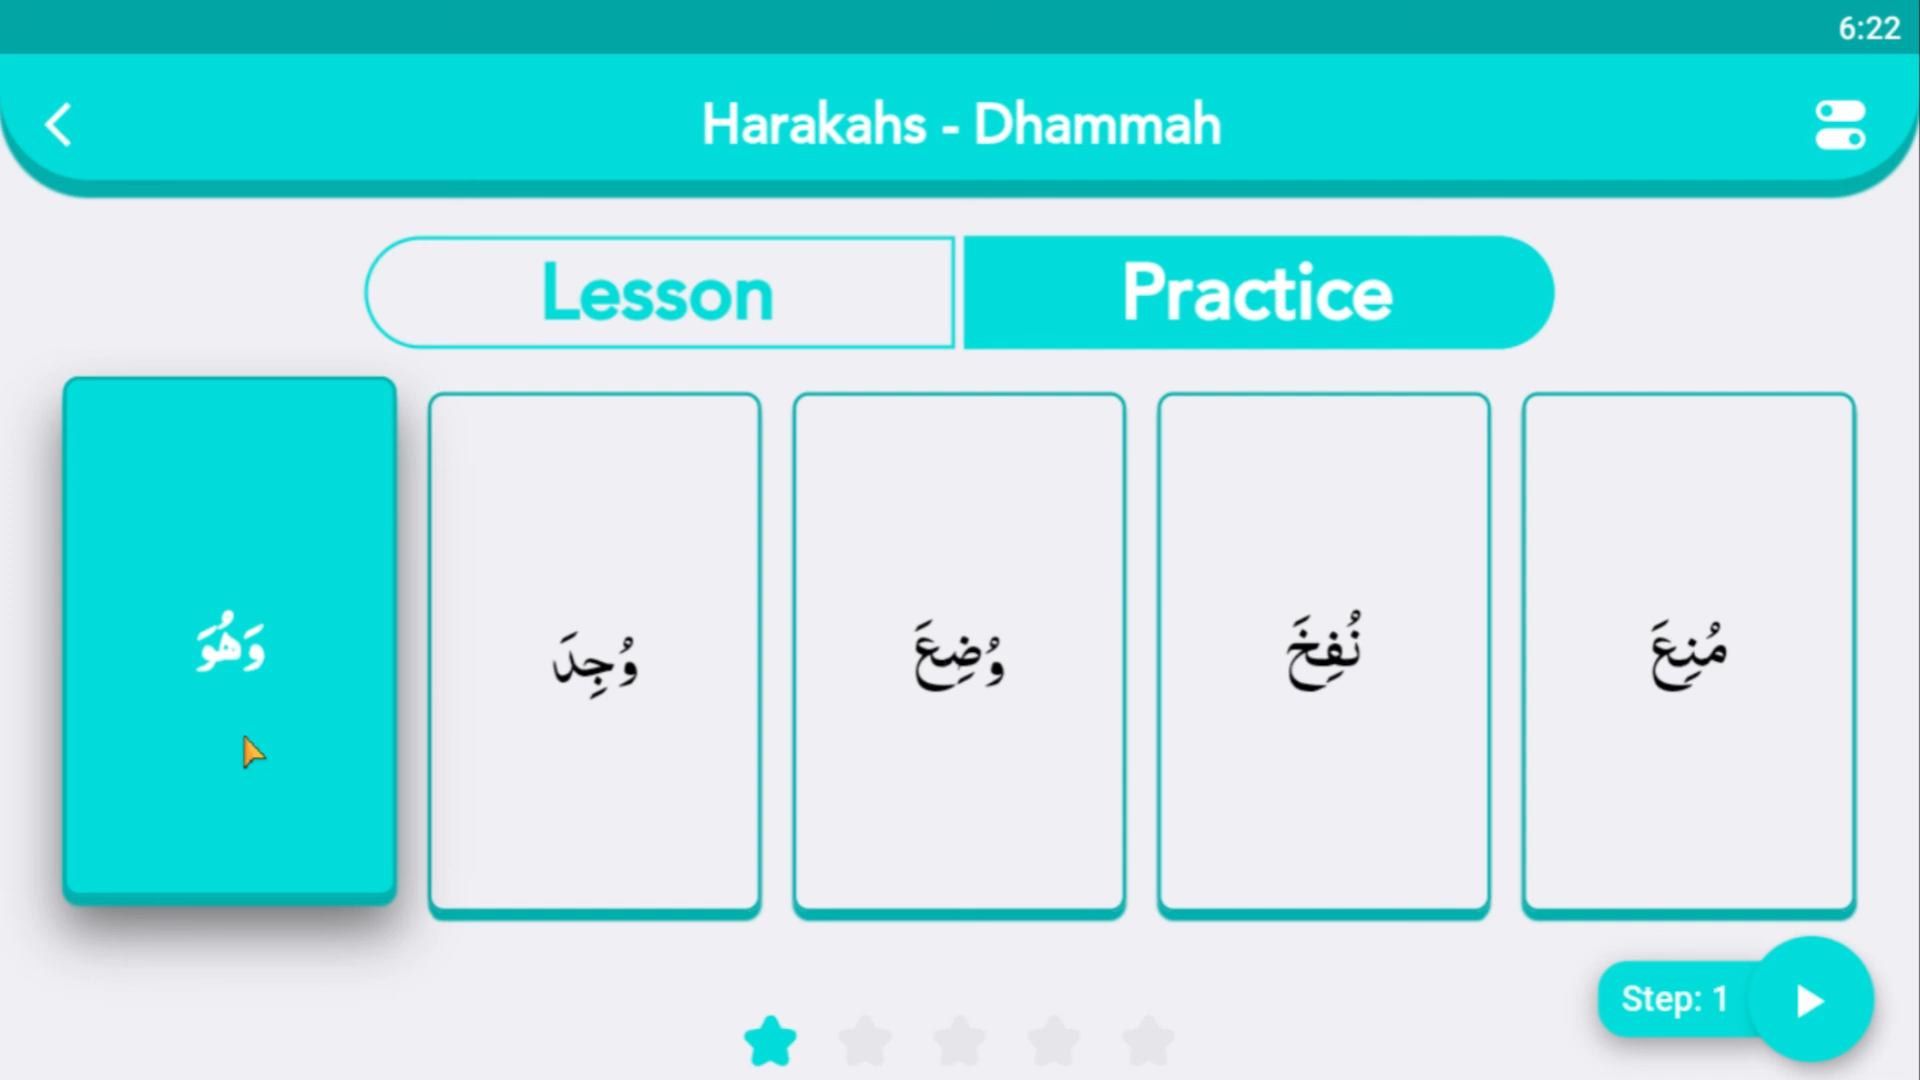 6:22
Harakahs - Dhammah
Lesson
Practice
وَهُوَ
وُجِدَ
وُضِعَ
نُفِخَ
مُنِعَ
Step: 1